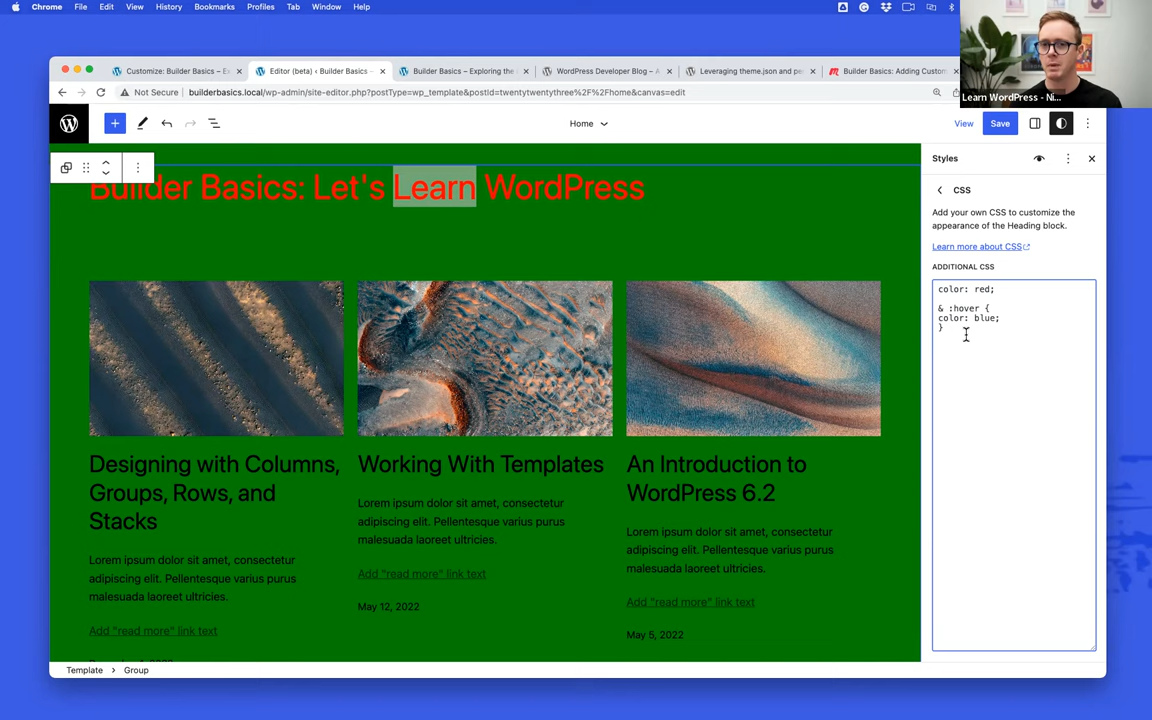 Chrome File Edit View History Bookmarks Profiles Tab Window Help
Learn WordPress - Ni...
Customize: Builder Basics – Ex
Editor (beta) ‹ Builder Basics –
Builder Basics – Exploring the
WordPress Developer Blog – A
Leveraging theme.json and pe
Builder Basics: Adding Custom
Not Secure
builderbasics.local/wp-admin/site-editor.php?postType=wp_template&postId=twentytwentythree%2F%2Fhome&canvas=edit
Home
View
Save
Builder Basics: Let's Learn WordPress
Designing with Columns,
Groups, Rows, and
Stacks
Lorem ipsum dolor sit amet, consectetur
adipiscing elit. Pellentesque varius purus
malesuada laoreet ultricies.
Add "read more" link text
Working With Templates
Lorem ipsum dolor sit amet, consectetur
adipiscing elit. Pellentesque varius purus
malesuada laoreet ultricies.
Add "read more" link text
May 12, 2022
An Introduction to
WordPress 6.2
Lorem ipsum dolor sit amet, consectetur
adipiscing elit. Pellentesque varius purus
malesuada laoreet ultricies.
Add "read more" link text
May 5, 2022
Styles
CSS
Add your own CSS to customize the
appearance of the Heading block.
Learn more about CSS
ADDITIONAL CSS
color: red;
& :hover {
color: blue;
}
Template > Group